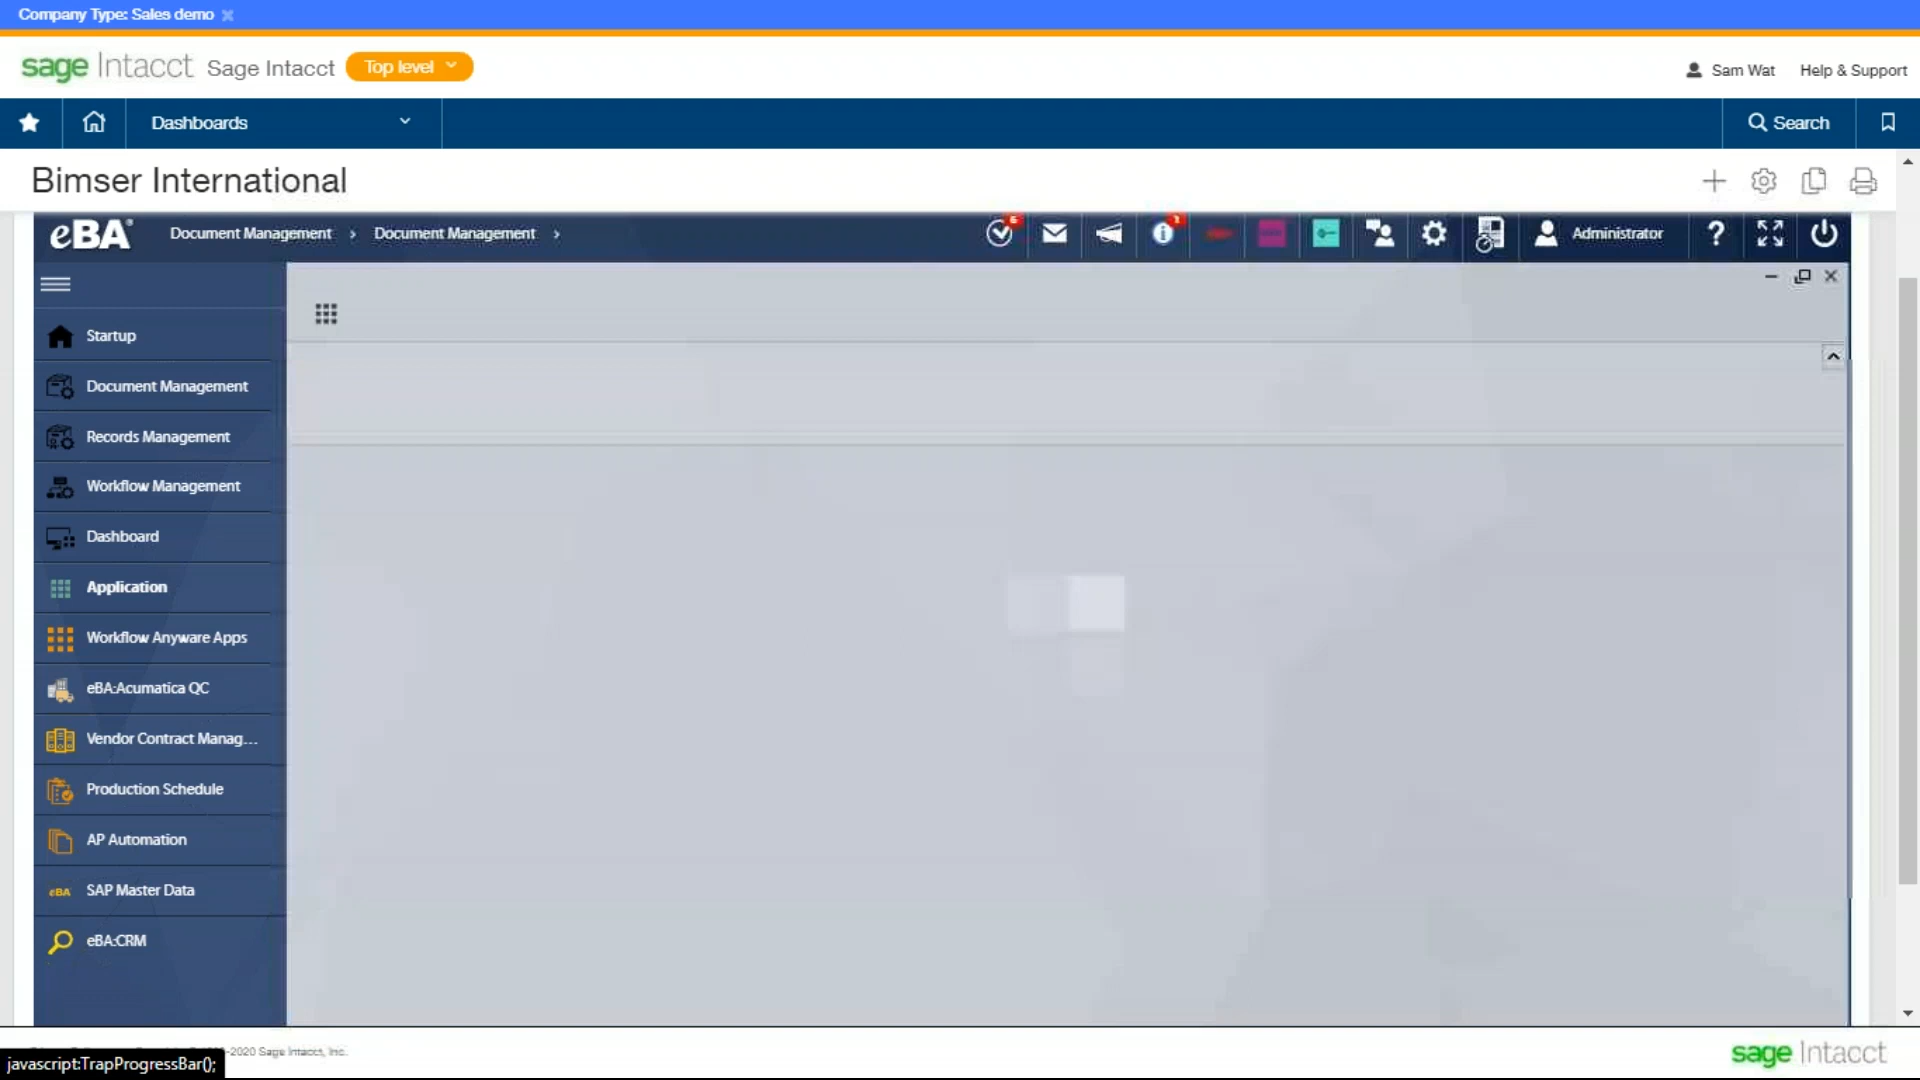 Company Type: Sales demo
sage Intacct Sage Intacct Top level
Sam Wat Help & Support
Dashboards
Search
Bimser International
eBA Document Management > Document Management >
Administrator
Startup
Document Management
Records Management
Workflow Management
Dashboard
Application
Workflow Anyware Apps
eBA:Acumatica QC
Vendor Contract Manag...
Production Schedule
AP Automation
eBA SAP Master Data
eBA:CRM
-2020 Sage Intacct, Inc.
javascript:TrapProgressBar();
sage Intacct